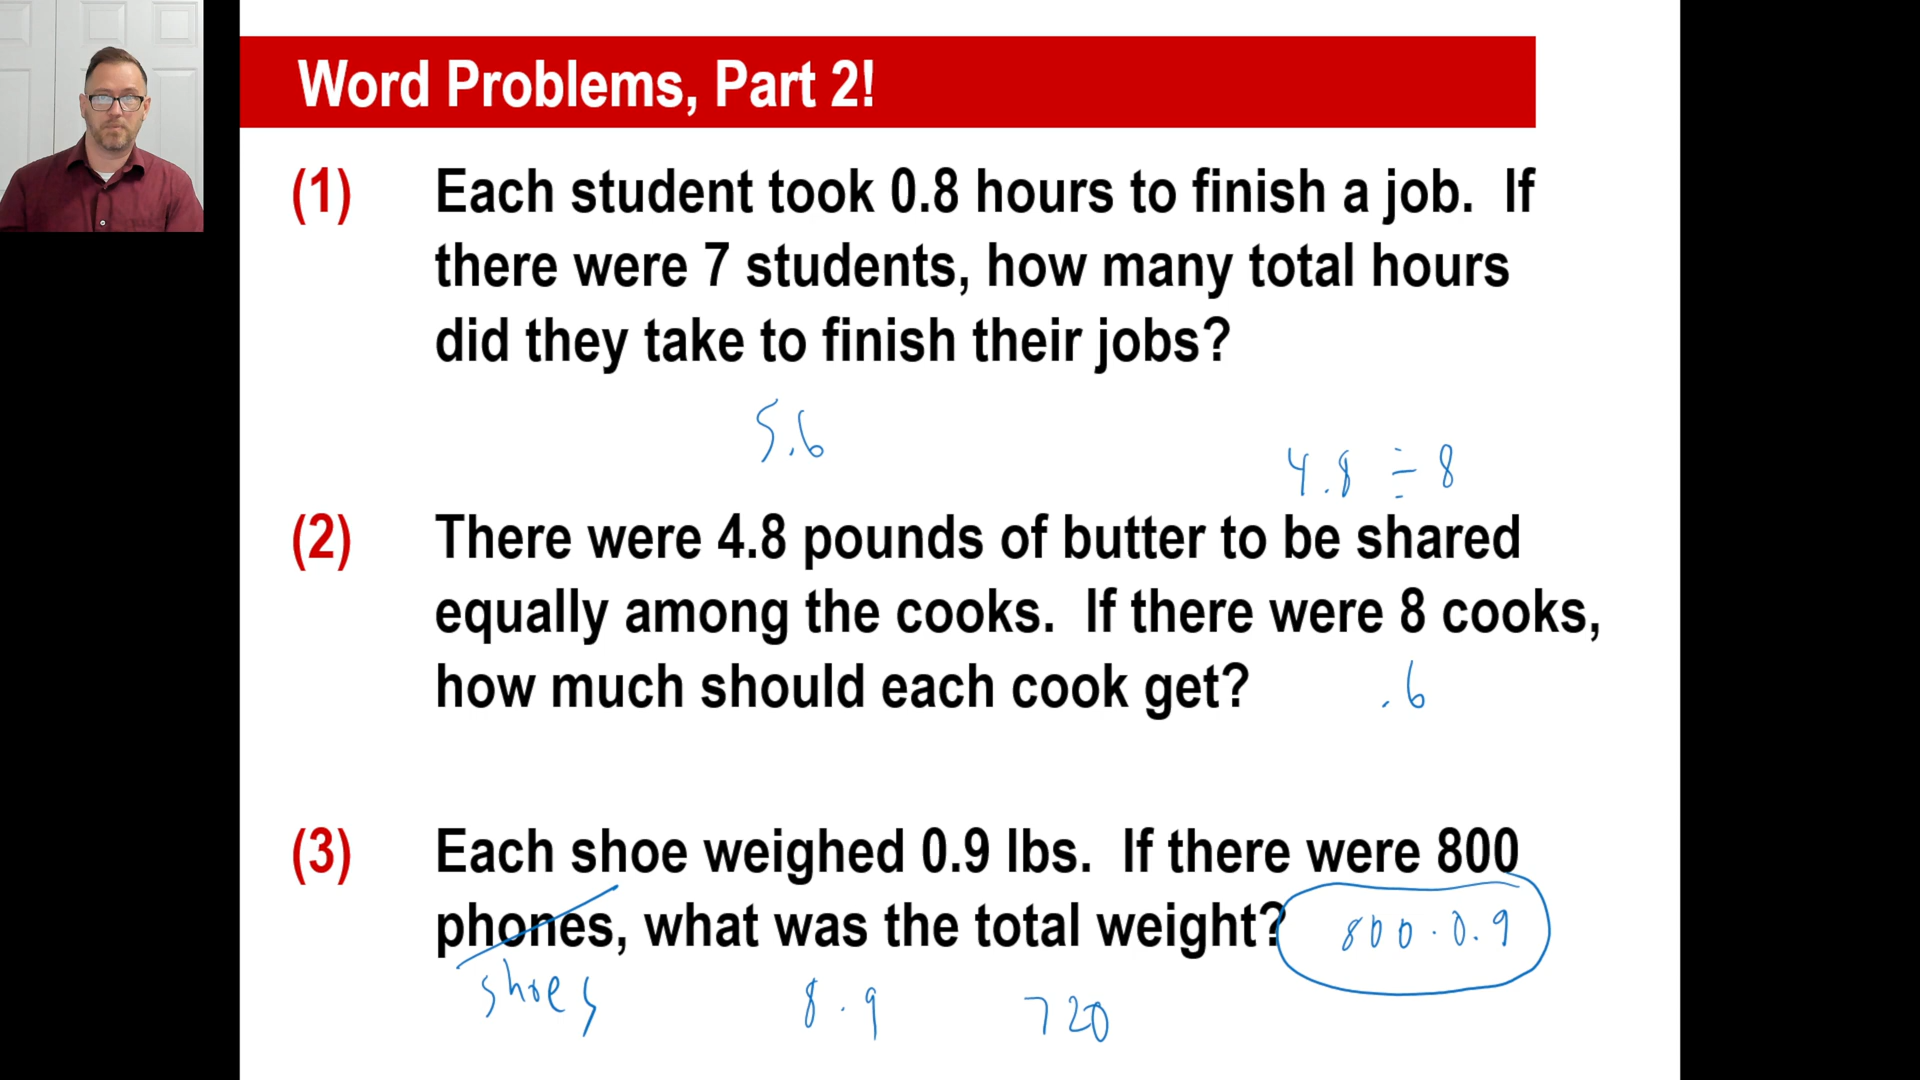 Word Problems, Part 2!
(1) Each student took 0.8 hours to finish a job. If
there were 7 students, how many total hours
did they take to finish their jobs?
5.6
4.8 ÷ 8
(2) There were 4.8 pounds of butter to be shared
equally among the cooks. If there were 8 cooks,
how much should each cook get? .6
(3) Each shoe weighed 0.9 lbs. If there were 800
phones, what was the total weight? 800 · 0.9
shoes 8 · 9 720